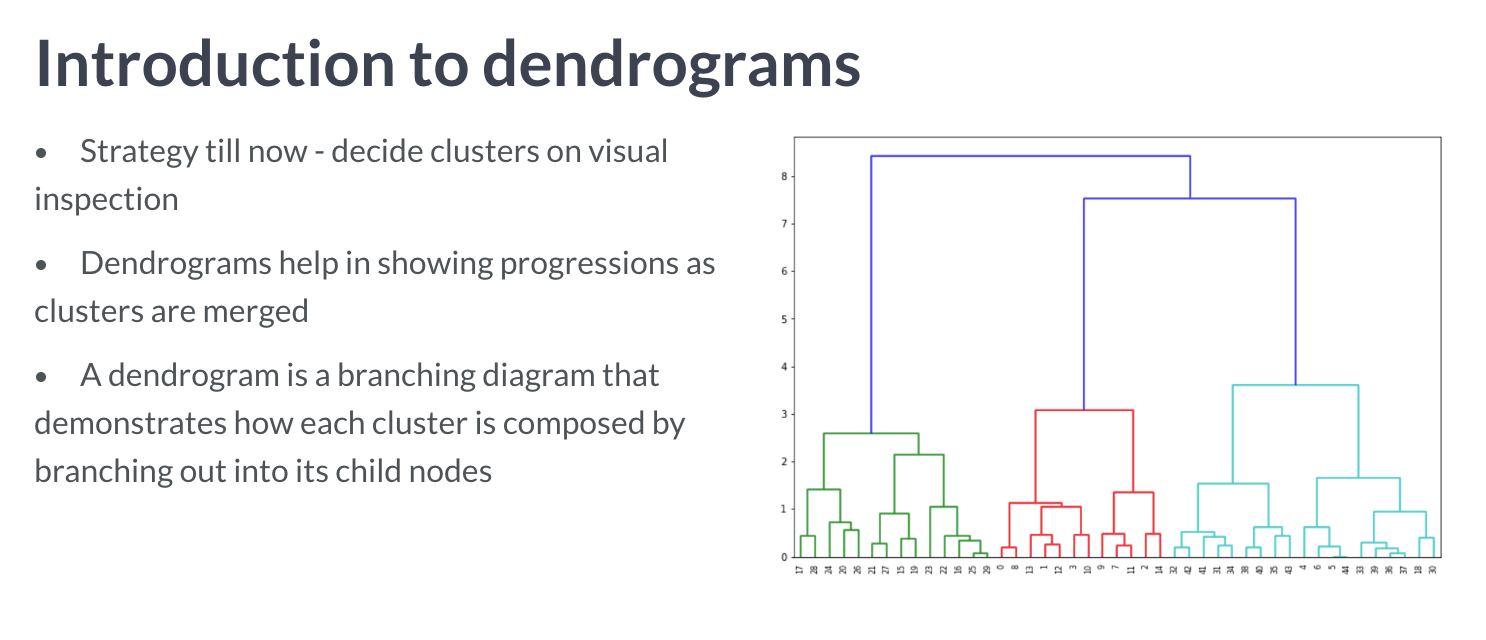 Introduction to dendrograms
• Strategy till now - decide clusters on visual
inspection
• Dendrograms help in showing progressions as
clusters are merged
• A dendrogram is a branching diagram that
demonstrates how each cluster is composed by
branching out into its child nodes
8
7
6
5
4
3
2
1
0
17 28 24 20 26 21 27 15 19 23 22 16 25 29 0 8 13 1 12 3 10 9 7 11 2 14 32 42 41 31 34 38 40 35 43 4 6 5 44 33 39 36 37 18 30